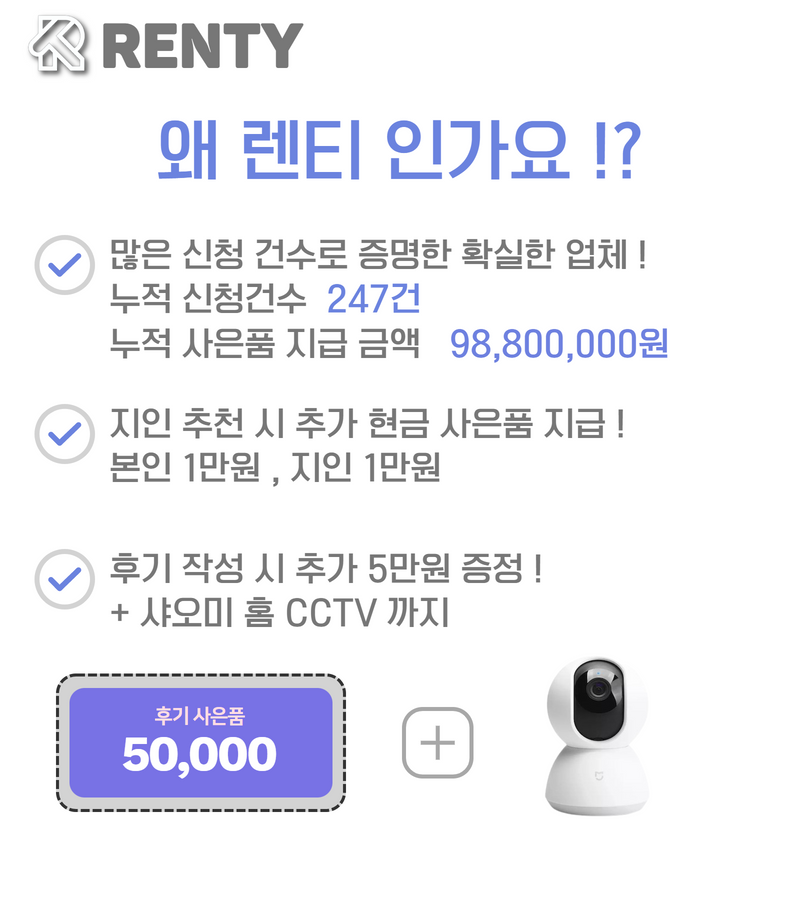 RENTY
왜 렌티 인가요 !?
많은 신청 건수로 증명한 확실한 업체 !
누적 신청건수 247건
누적 사은품 지급 금액 98,800,000원
지인 추천 시 추가 현금 사은품 지급 !
본인 1만원 , 지인 1만원
후기 작성 시 추가 5만원 증정 !
+ 샤오미 홈 CCTV 까지
후기 사은품
50,000